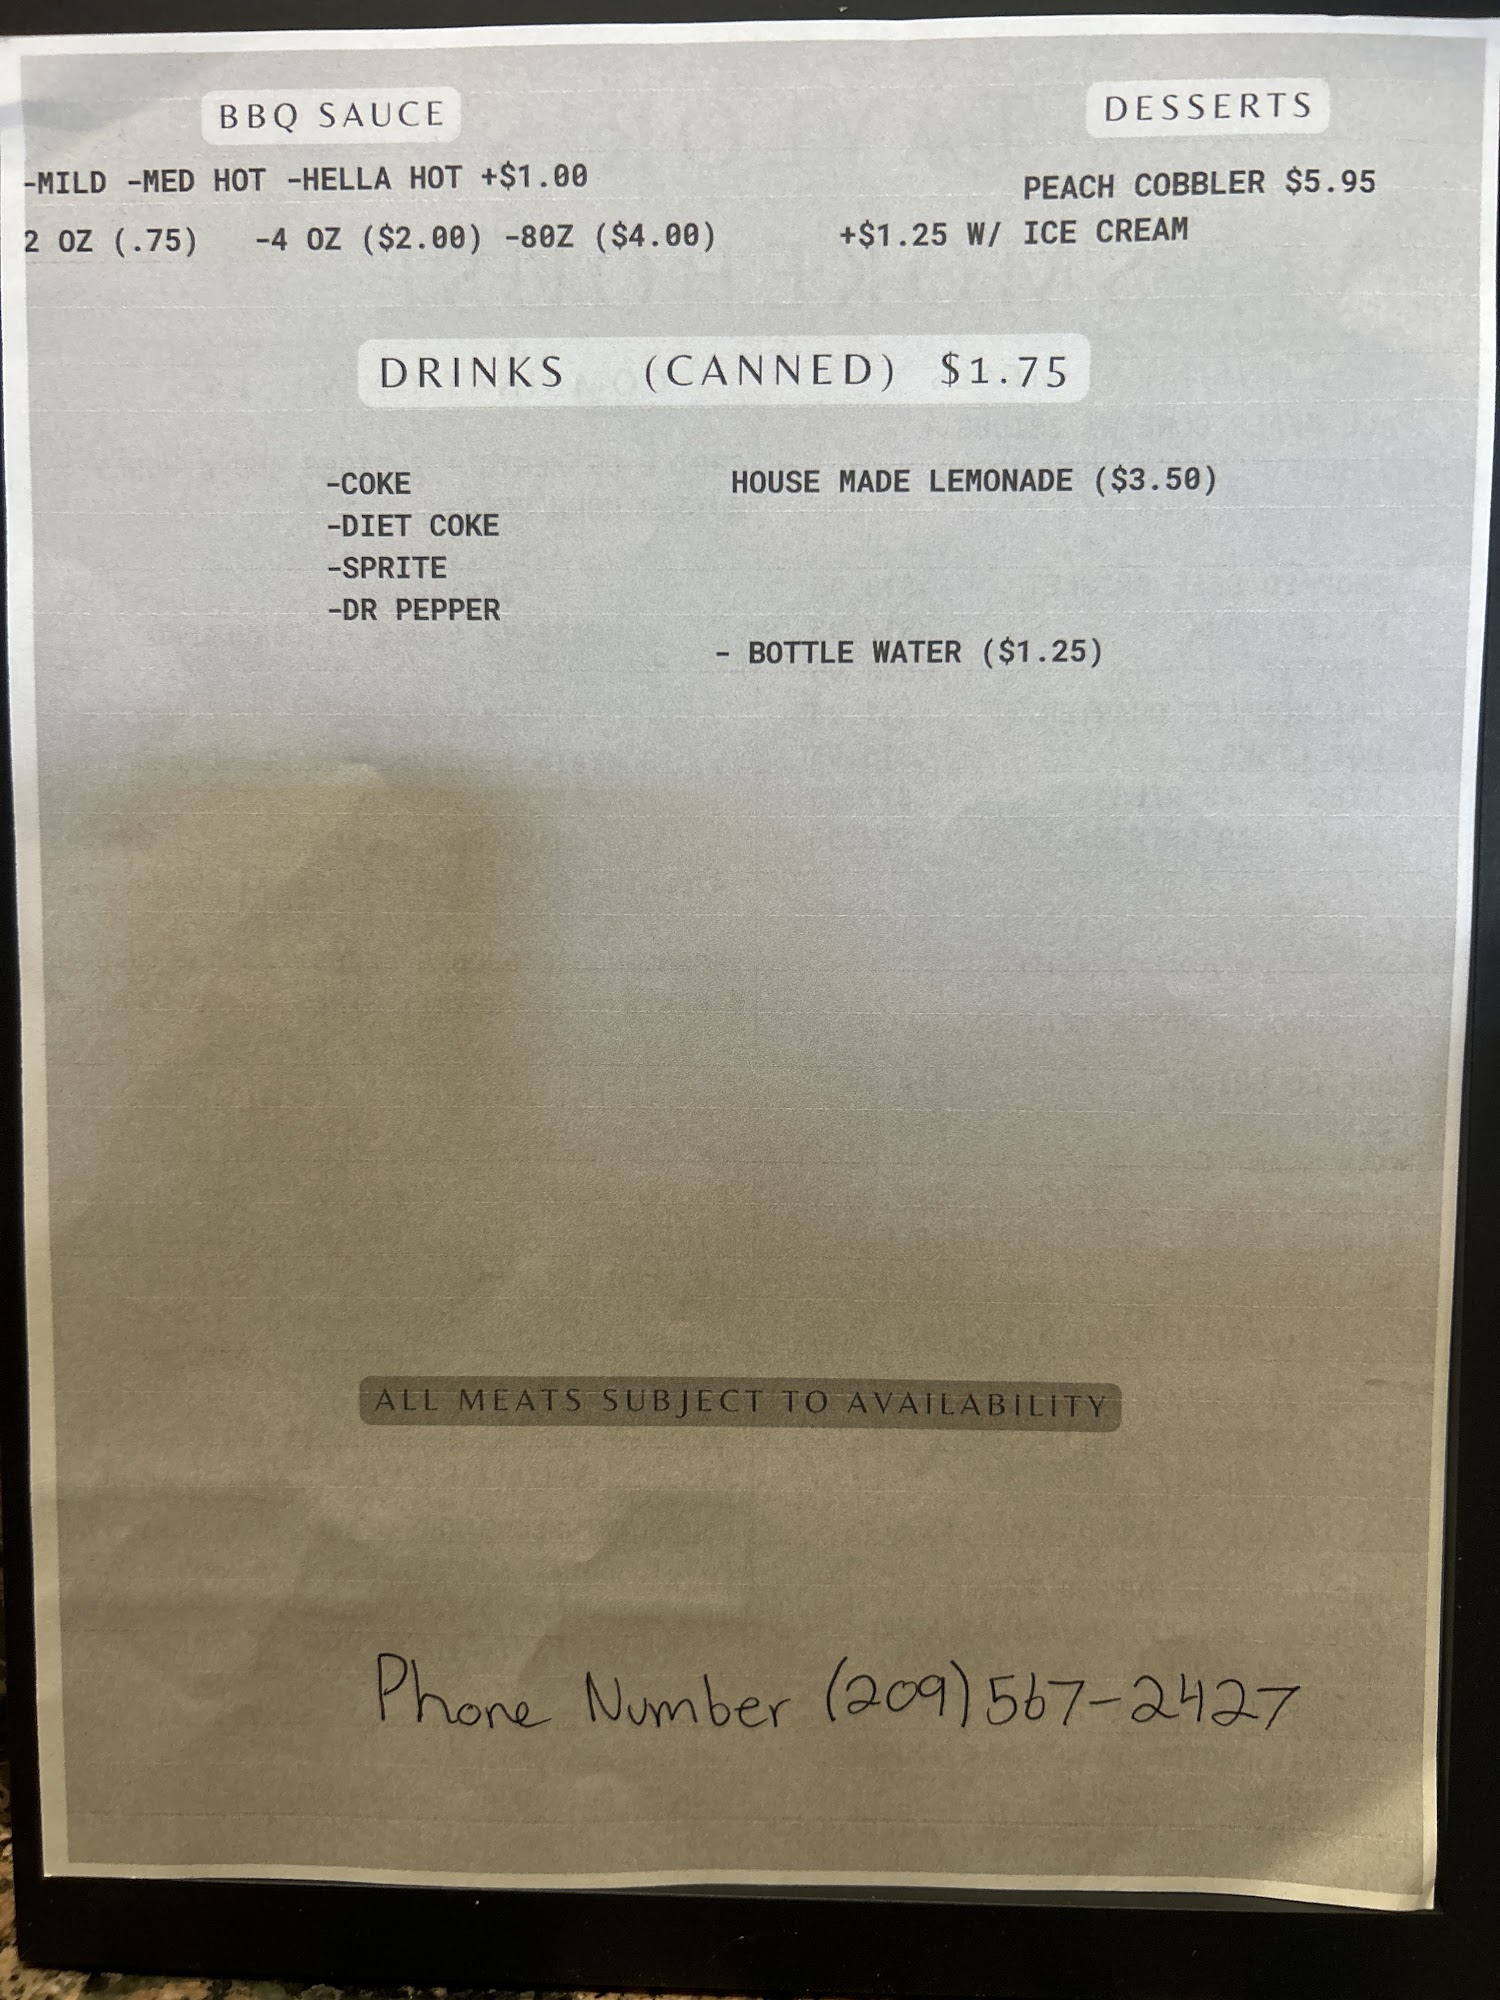 BBQ SAUCE
-MILD -MED HOT -HELLA HOT +$1.00
2 OZ (.75) -4 OZ ($2.00) -8OZ ($4.00)
DESSERTS
PEACH COBBLER $5.95
+$1.25 W/ ICE CREAM
DRINKS (CANNED) $1.75
-COKE
-DIET COKE
-SPRITE
-DR PEPPER
HOUSE MADE LEMONADE ($3.50)
- BOTTLE WATER ($1.25)
ALL MEATS SUBJECT TO AVAILABILITY
Phone Number (209)567-2427